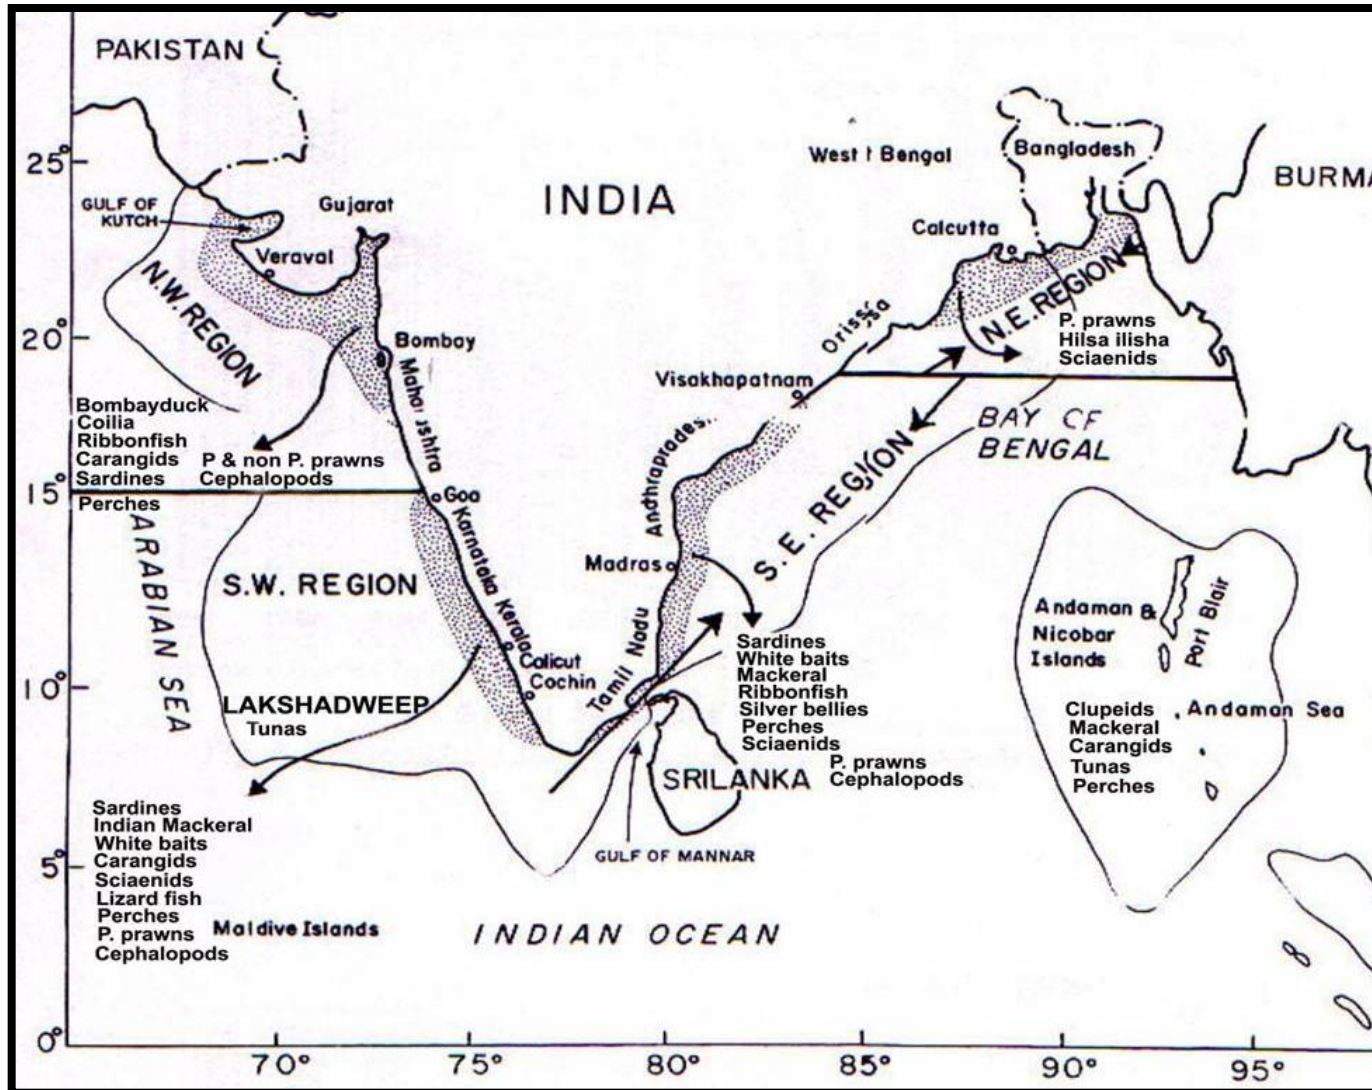 PAKISTAN
25°
GULF OF
KUTCH
Gujarat
Veraval
INDIA
West Bengal
Bangladesh
BURMA
Calcutta
N.W. REGION
20°
Bombay
Maharashtra
Orissa
N.E. REGION
P. prawns
Hilsa ilisha
Sciaenids
Visakhapatnam
BAY OF
BENGAL
Bombayduck
Coilia
Ribbonfish
Carangids
Sardines
Perches
P & non P. prawns
Cephalopods
15°
Goa
Karnataka
Kerala
Andhraprades.
S.E. REGION
ARABIAN SEA
S.W. REGION
Madras
Tamil Nadu
Calicut
Cochin
10°
LAKSHADWEEP
Tunas
Sardines
White baits
Mackeral
Ribbonfish
Silver bellies
Perches
Sciaenids
P. prawns
Cephalopods
Andaman &
Nicobar
Islands
Port Blair
Andaman Sea
Clupeids
Mackeral
Carangids
Tunas
Perches
SRILANKA
GULF OF MANNAR
5°
Sardines
Indian Mackeral
White baits
Carangids
Sciaenids
Lizard fish
Perches
P. prawns
Cephalopods
Maldive Islands
INDIAN OCEAN
0°
70°
75°
80°
85°
90°
95°